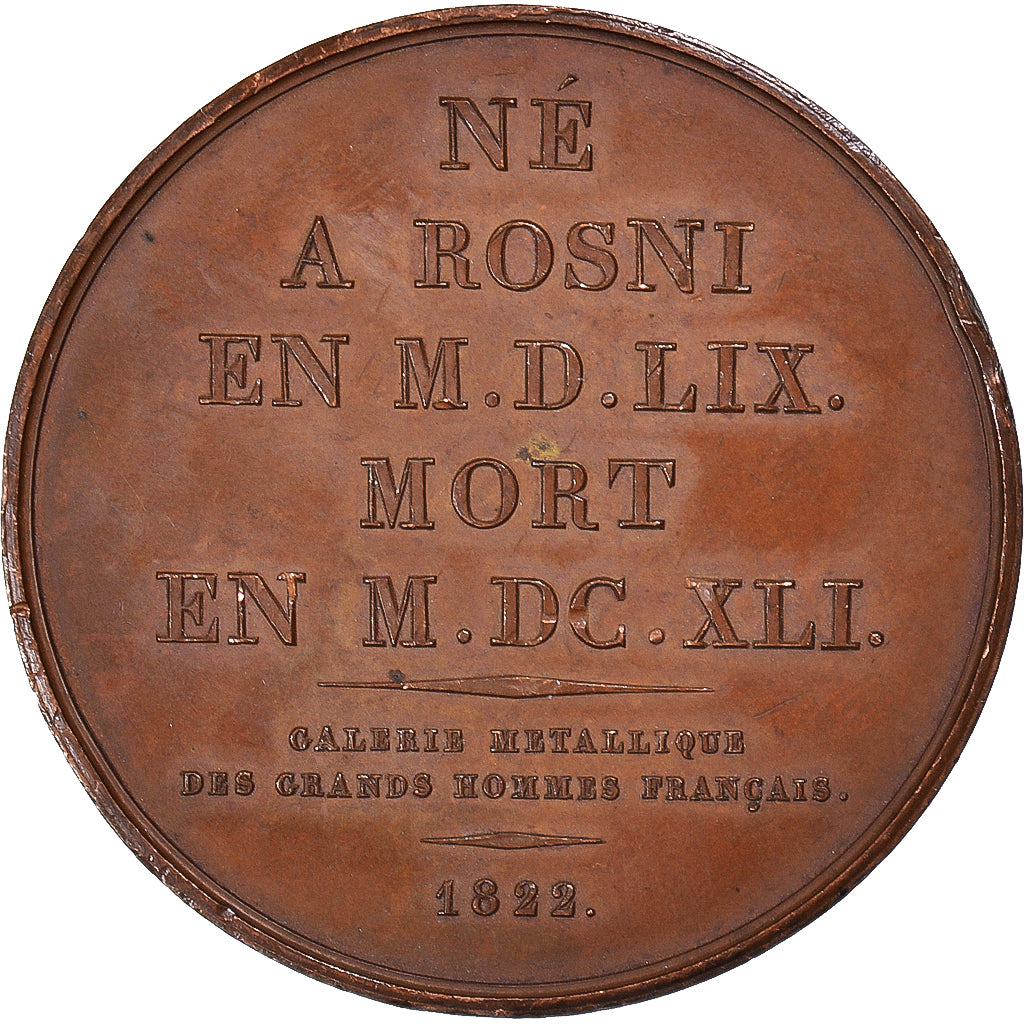 NÉ
A ROSNI
EN M.D.LIX.
MORT
EN M.DC.XLI.
GALERIE METALLIQUE
DES GRANDS HOMMES FRANÇAIS.
1822.